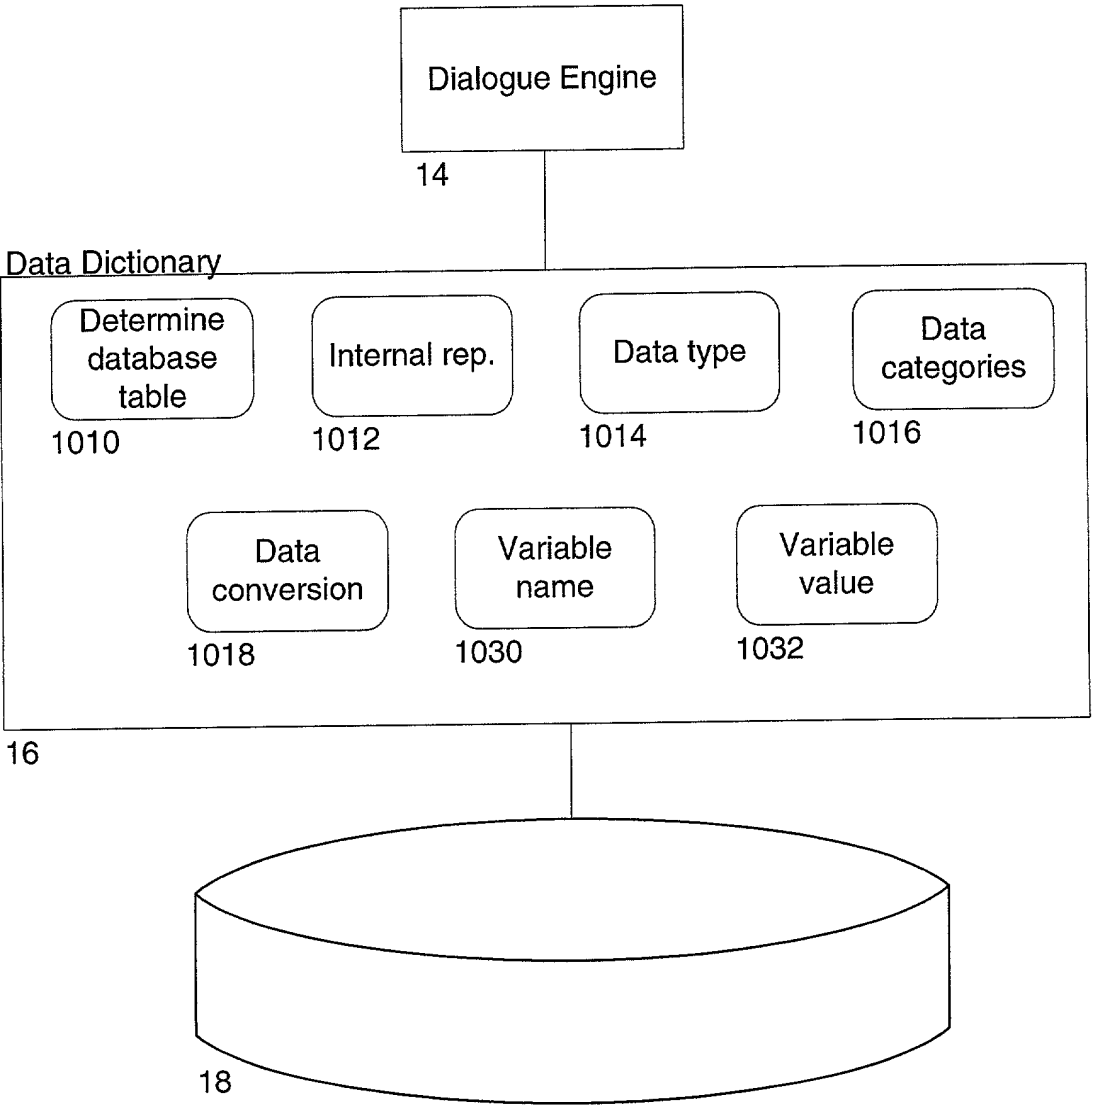 Dialogue Engine
14
Data Dictionary
Determine
database
table
1010
Internal rep.
1012
Data type
1014
Data
categories
1016
Data
conversion
1018
Variable
name
1030
Variable
value
1032
16
18